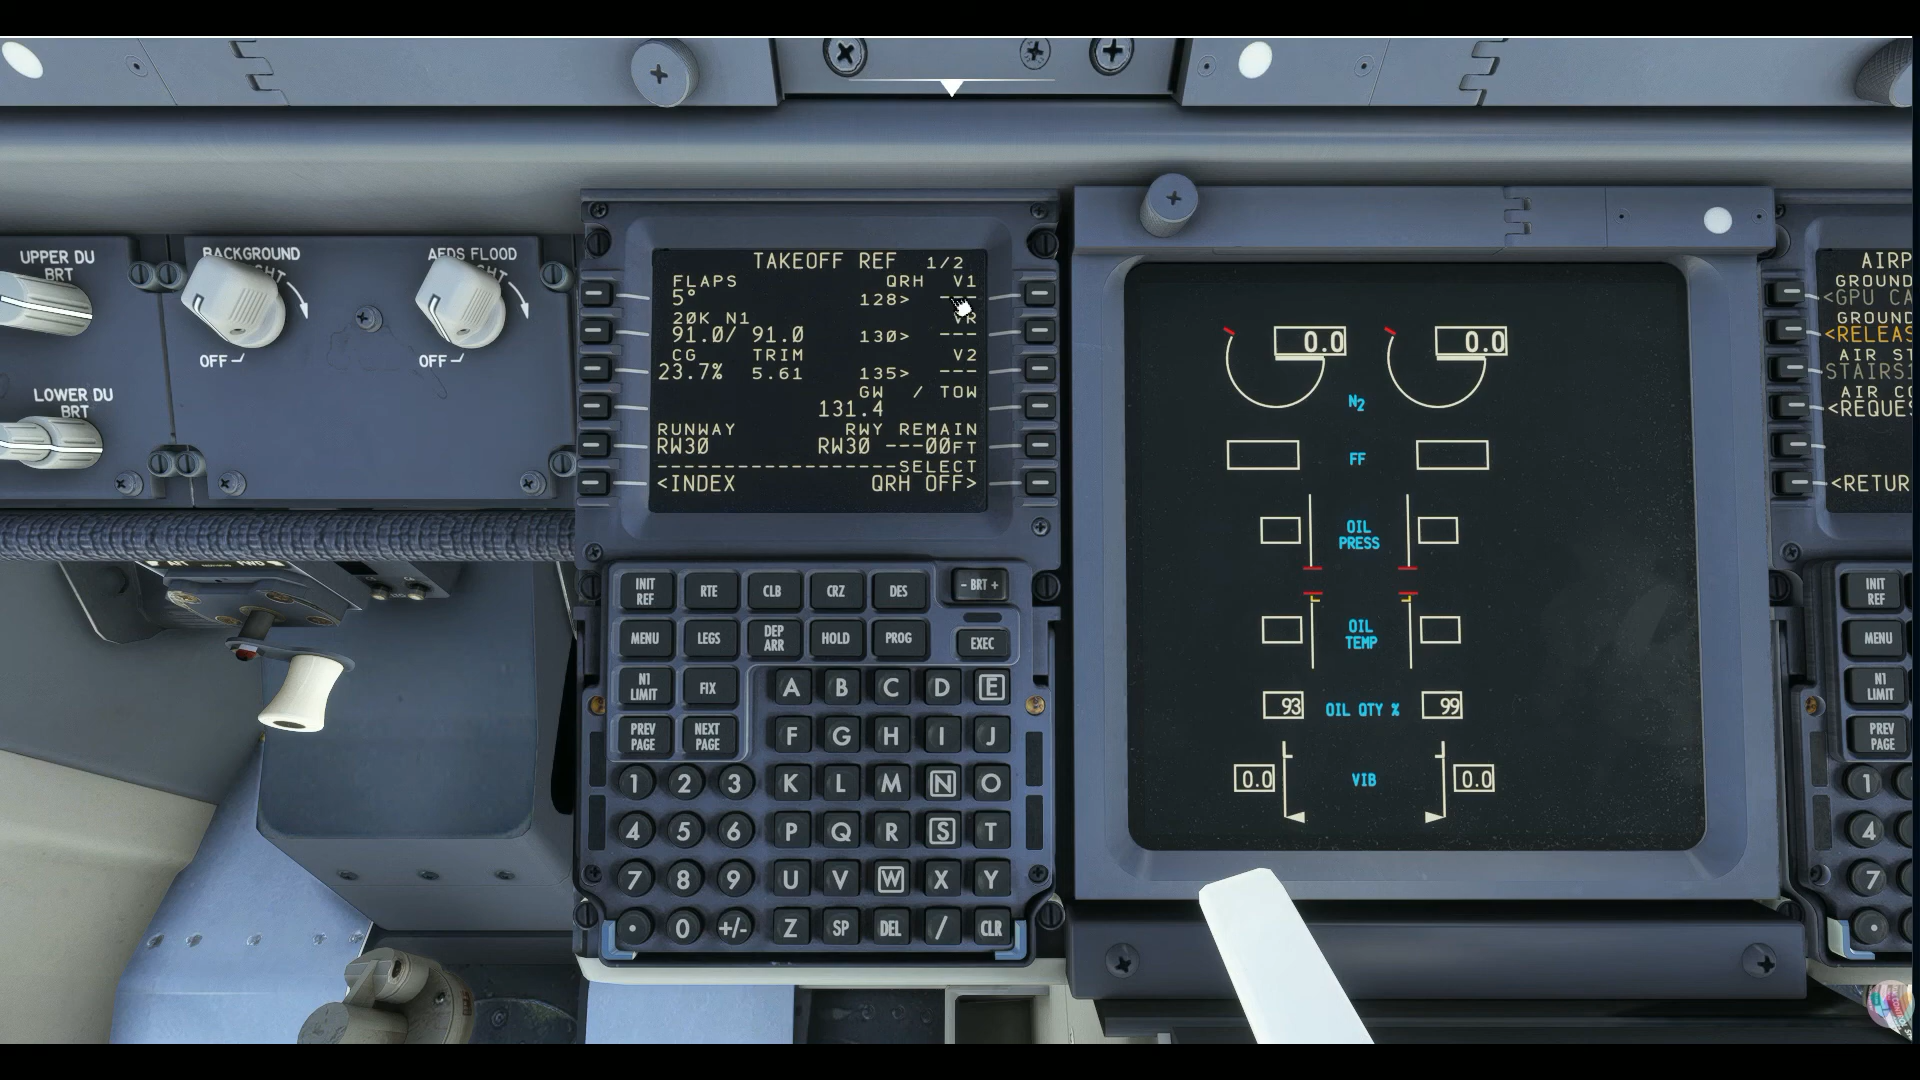 UPPER DU
BRT
BACKGROUND
OFF
AFDS FLOOD
OFF
LOWER DU
BRT
TAKEOFF REF 1/2
FLAPS QRH V1
5° 128> ---
20K N1 VR
91.0/ 91.0 130> ---
CG TRIM V2
23.7% 5.61 135> ---
GW / TOW
131.4
RUNWAY RWY REMAIN
RW30 RW30 ---00FT
------------------SELECT
<INDEX QRH OFF>
INIT REF RTE CLB CRZ DES - BRT +
MENU LEGS DEP ARR HOLD PROG EXEC
N1 LIMIT FIX A B C D E
PREV PAGE NEXT PAGE F G H I J
1 2 3 K L M N O
4 5 6 P Q R S T
7 8 9 U V W X Y
. 0 +/- Z SP DEL / CLR
0.0 0.0
N2
FF
OIL
PRESS
OIL
TEMP
93 OIL QTY % 99
0.0 VIB 0.0
AIRP
GROUND
<GPU CA
GROUND
<RELEAS
AIR ST
STAIRS
AIR CO
<REQUES
<RETUR
INIT
REF
MENU
N1
LIMIT
PREV
PAGE
1
4
7
.